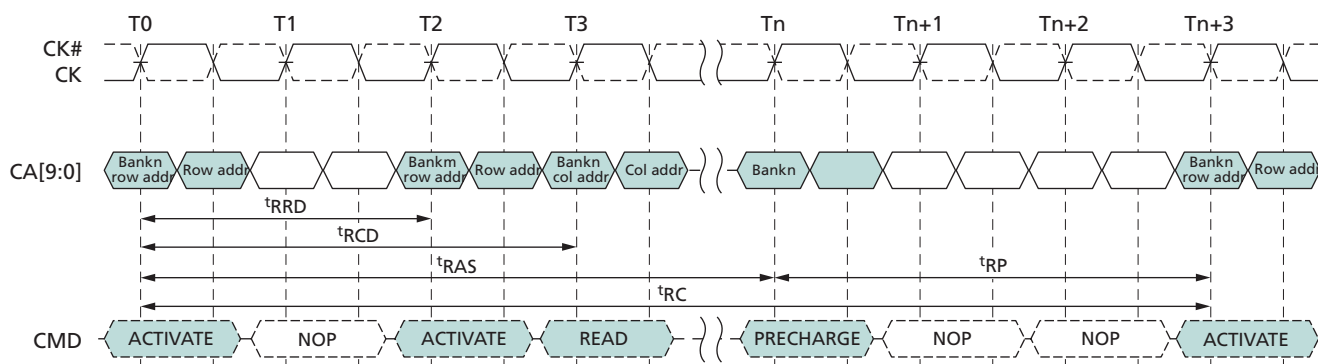 T0 T1 T2 T3 Tn Tn+1 Tn+2 Tn+3
CK#
CK
CA[9:0]
Bankn
row addr
Row addr
Bankm
row addr
Row addr
Bankn
col addr
Col addr
Bankn
Bankn
row addr
Row addr
tRRD
tRCD
tRAS
tRP
tRC
CMD ACTIVATE NOP ACTIVATE READ PRECHARGE NOP NOP ACTIVATE